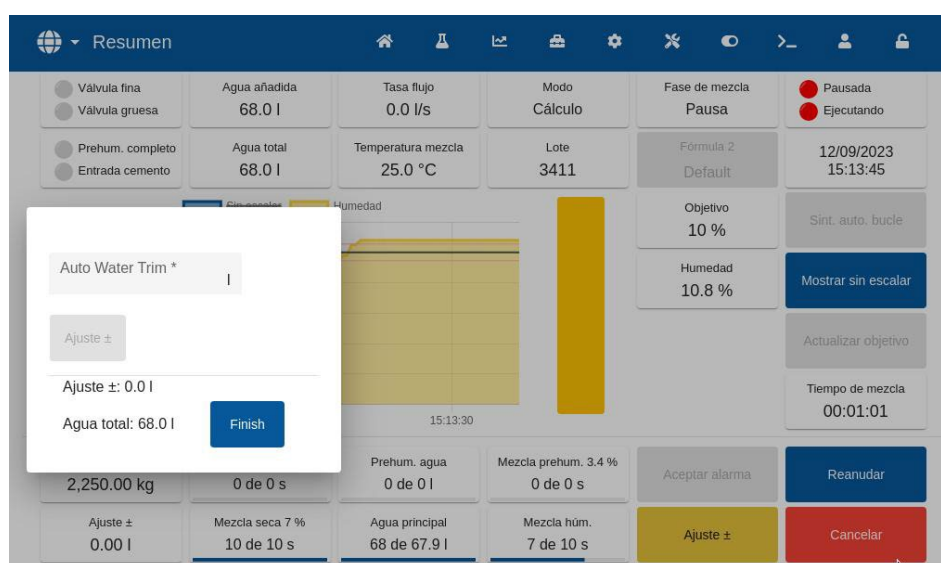 Resumen
Válvula fina
Válvula gruesa
Agua añadida
68.0 l
Tasa flujo
0.0 l/s
Modo
Cálculo
Fase de mezcla
Pausa
Pausada
Ejecutando
Prehum. completo
Entrada cemento
Agua total
68.0 l
Temperatura mezcla
25.0 °C
Lote
3411
Fórmula 2
Default
12/09/2023
15:13:45
Sin escalar
Humedad
Objetivo
10 %
Sint. auto. bucle
Auto Water Trim *
l
Ajuste ±
Ajuste ±: 0.0 l
Agua total: 68.0 l
Finish
Humedad
10.8 %
Mostrar sin escalar
Actualizar objetivo
15:13:30
Tiempo de mezcla
00:01:01
2,250.00 kg
0 de 0 s
Prehum. agua
0 de 0 l
Mezcla prehum. 3.4 %
0 de 0 s
Aceptar alarma
Reanudar
Ajuste ±
0.00 l
Mezcla seca 7 %
10 de 10 s
Agua principal
68 de 67.9 l
Mezcla húm.
7 de 10 s
Ajuste ±
Cancelar